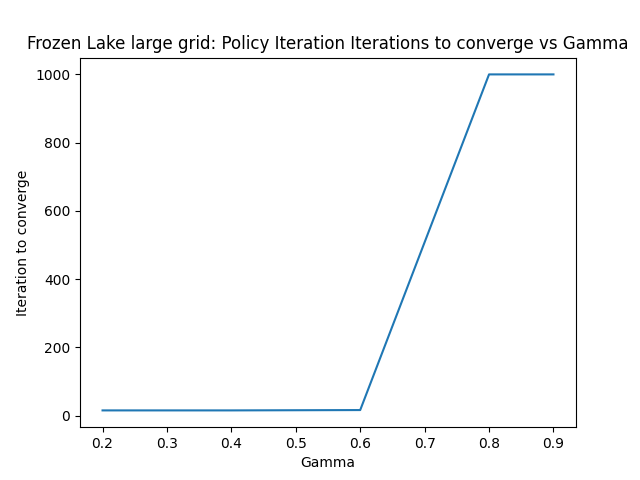 Frozen Lake large grid: Policy Iteration Iterations to converge vs Gamma
1000
800
600
400
200
0
Iteration to converge
0.2 0.3 0.4 0.5 0.6 0.7 0.8 0.9
Gamma